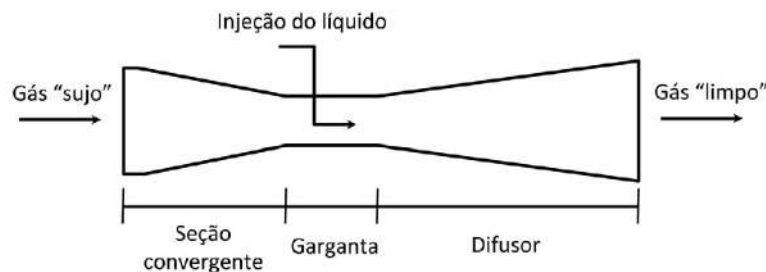 Injeção do líquido
Gás “sujo”
Gás “limpo”
Seção
convergente
Garganta
Difusor